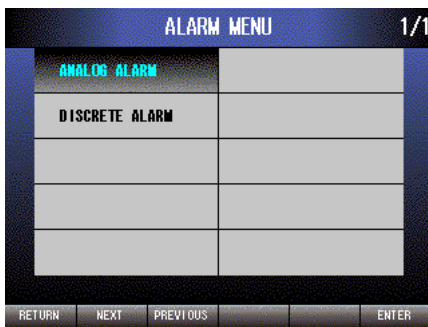 ALARM MENU 1/1
ANALOG ALARM
DISCRETE ALARM
RETURN NEXT PREVIOUS ENTER